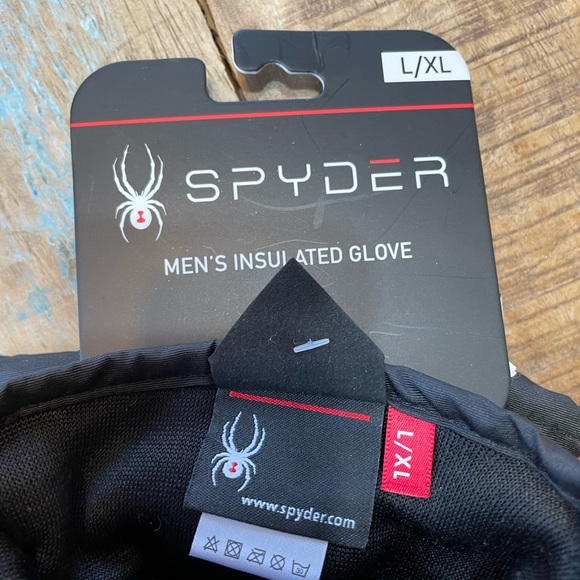 L/XL
SPYDER
MEN'S INSULATED GLOVE
L/XL
www.spyder.com